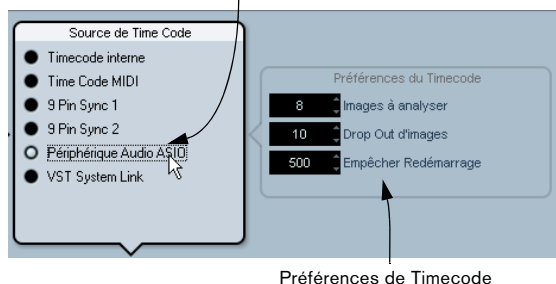 Source de Time Code
Timecode interne
Time Code MIDI
9 Pin Sync 1
9 Pin Sync 2
Périphérique Audio ASIO
VST System Link
Préférences du Timecode
8 Images à analyser
10 Drop Out d'images
500 Empêcher Redémarrage
Préférences de Timecode